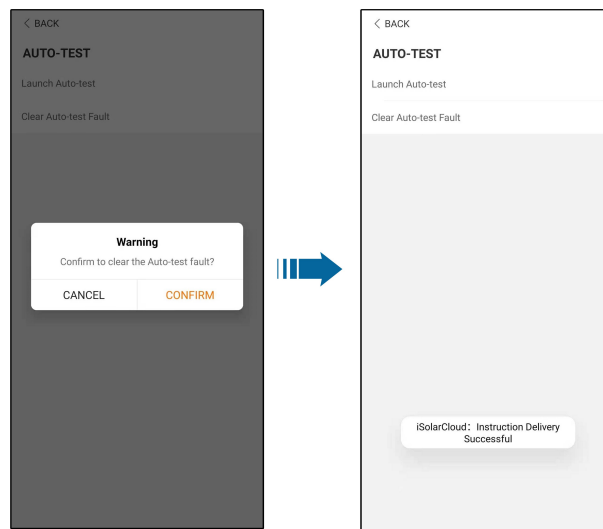 < BACK
AUTO-TEST
Launch Auto-test
Clear Auto-test Fault
Warning
Confirm to clear the Auto-test fault?
CANCEL CONFIRM
< BACK
AUTO-TEST
Launch Auto-test
Clear Auto-test Fault
iSolarCloud：Instruction Delivery
Successful